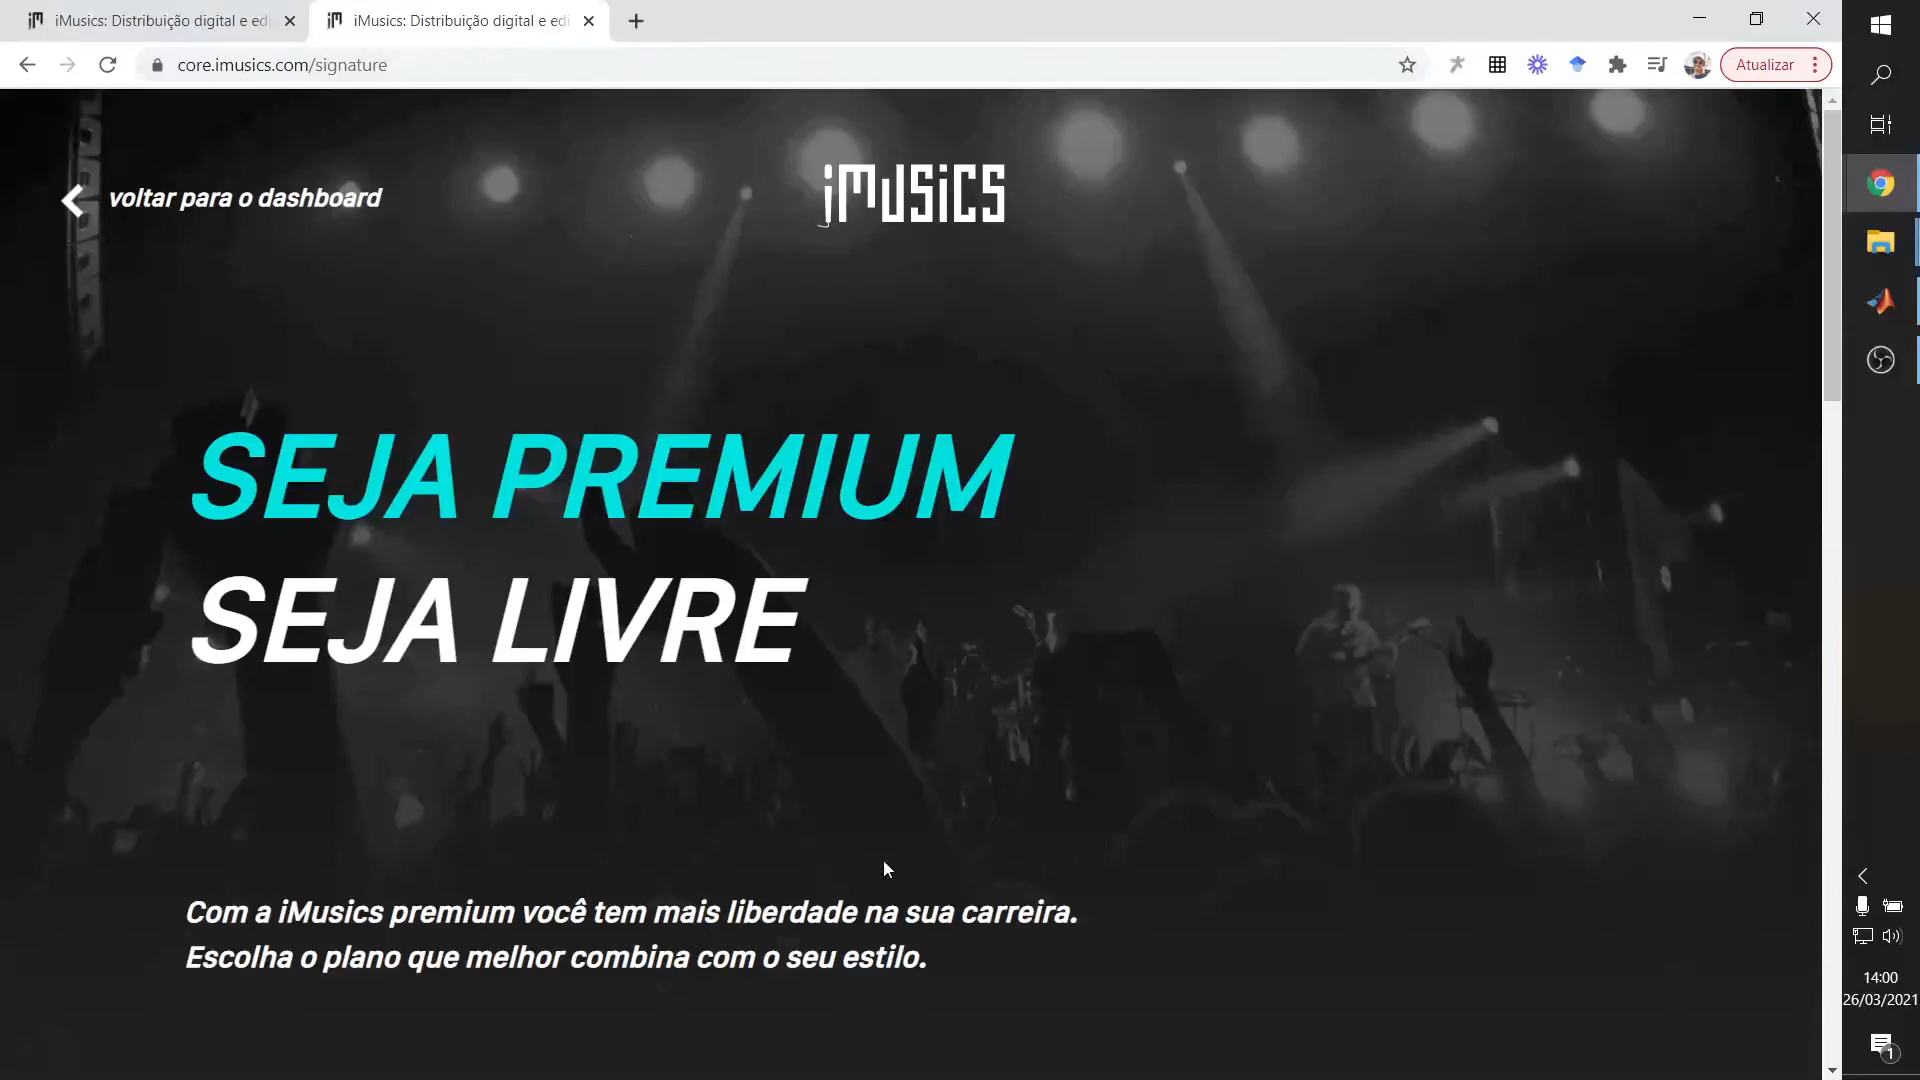 iMusics: Distribuição digital e ed
iMusics: Distribuição digital e edi
core.imusics.com/signature
Atualizar
voltar para o dashboard
iMUSiCS
SEJA PREMIUM
SEJA LIVRE
Com a iMusics premium você tem mais liberdade na sua carreira.
Escolha o plano que melhor combina com o seu estilo.
14:00
26/03/2021
1